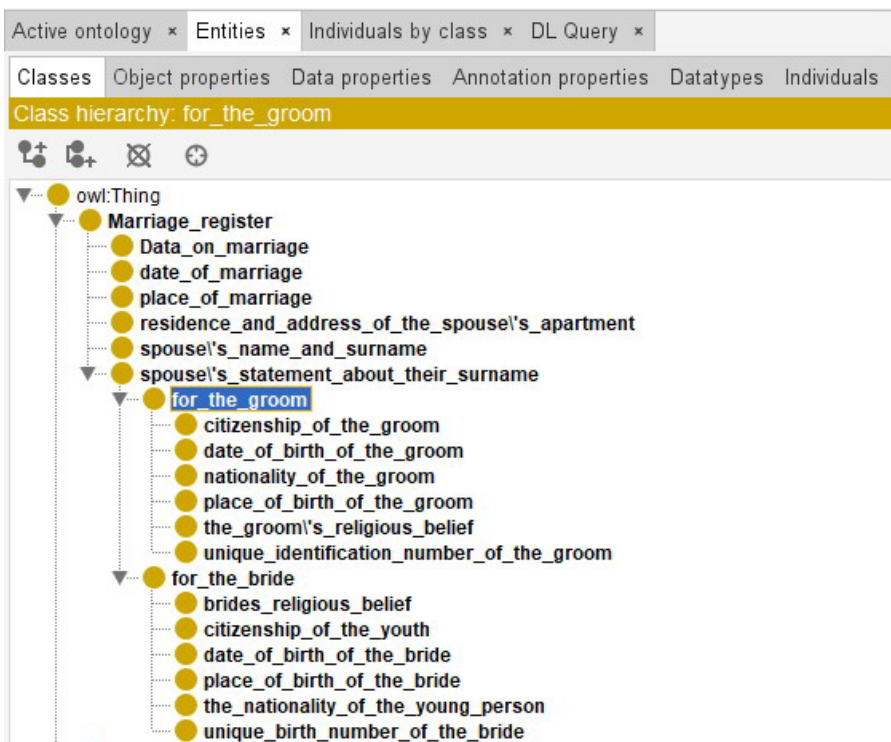 Active ontology × Entities × Individuals by class × DL Query ×
Classes Object properties Data properties Annotation properties Datatypes Individuals
Class hierarchy: for_the_groom
owl:Thing
Marriage_register
Data_on_marriage
date_of_marriage
place_of_marriage
residence_and_address_of_the_spouse\'s_apartment
spouse\'s_name_and_surname
spouse\'s_statement_about_their_surname
for_the_groom
citizenship_of_the_groom
date_of_birth_of_the_groom
nationality_of_the_groom
place_of_birth_of_the_groom
the_groom\'s_religious_belief
unique_identification_number_of_the_groom
for_the_bride
brides_religious_belief
citizenship_of_the_youth
date_of_birth_of_the_bride
place_of_birth_of_the_bride
the_nationality_of_the_young_person
unique_birth_number_of_the_bride